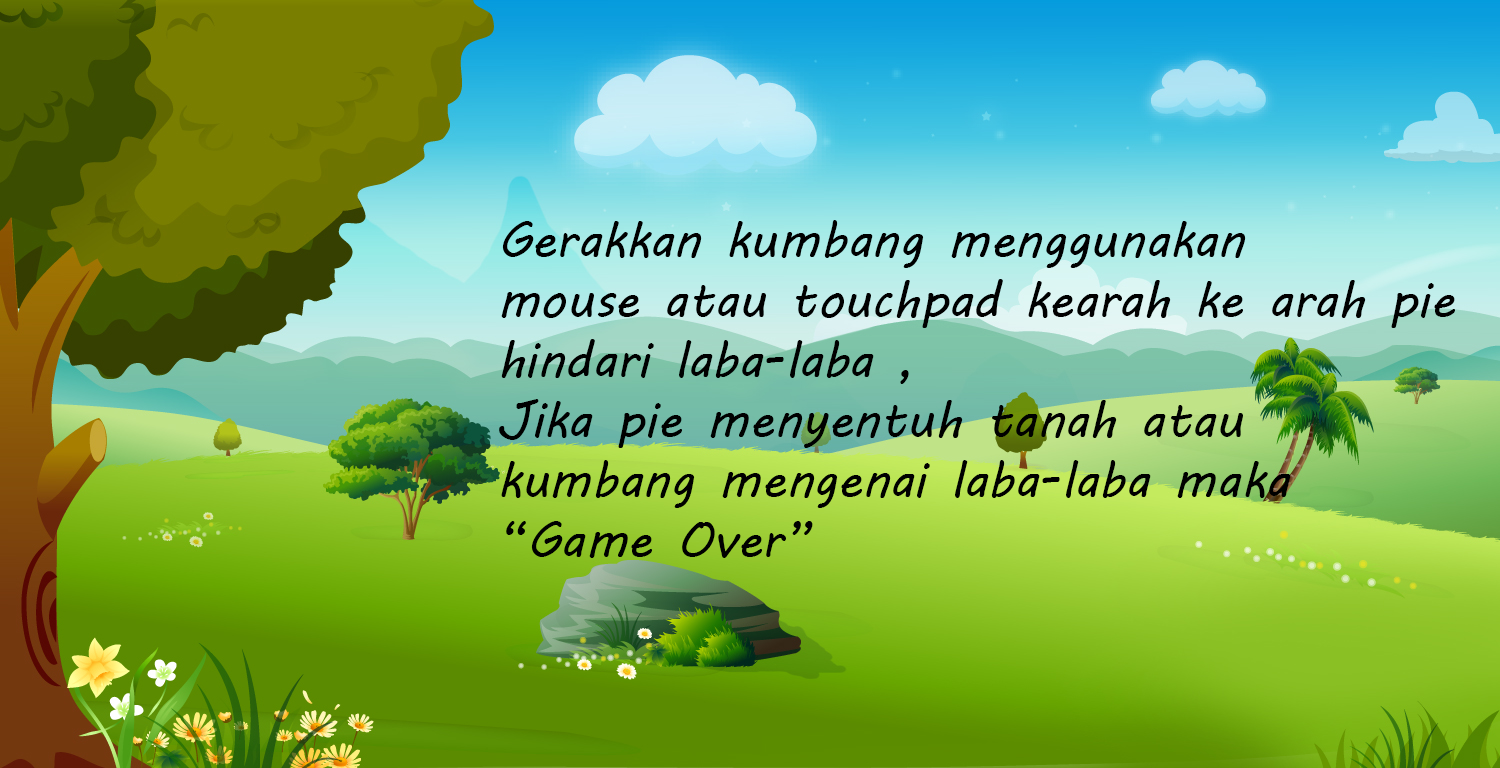 Gerakkan kumbang menggunakan
mouse atau touchpad kearah ke arah pie
hindari laba-laba ,
Jika pie menyentuh tanah atau
kumbang mengenai laba-laba maka
“Game Over”